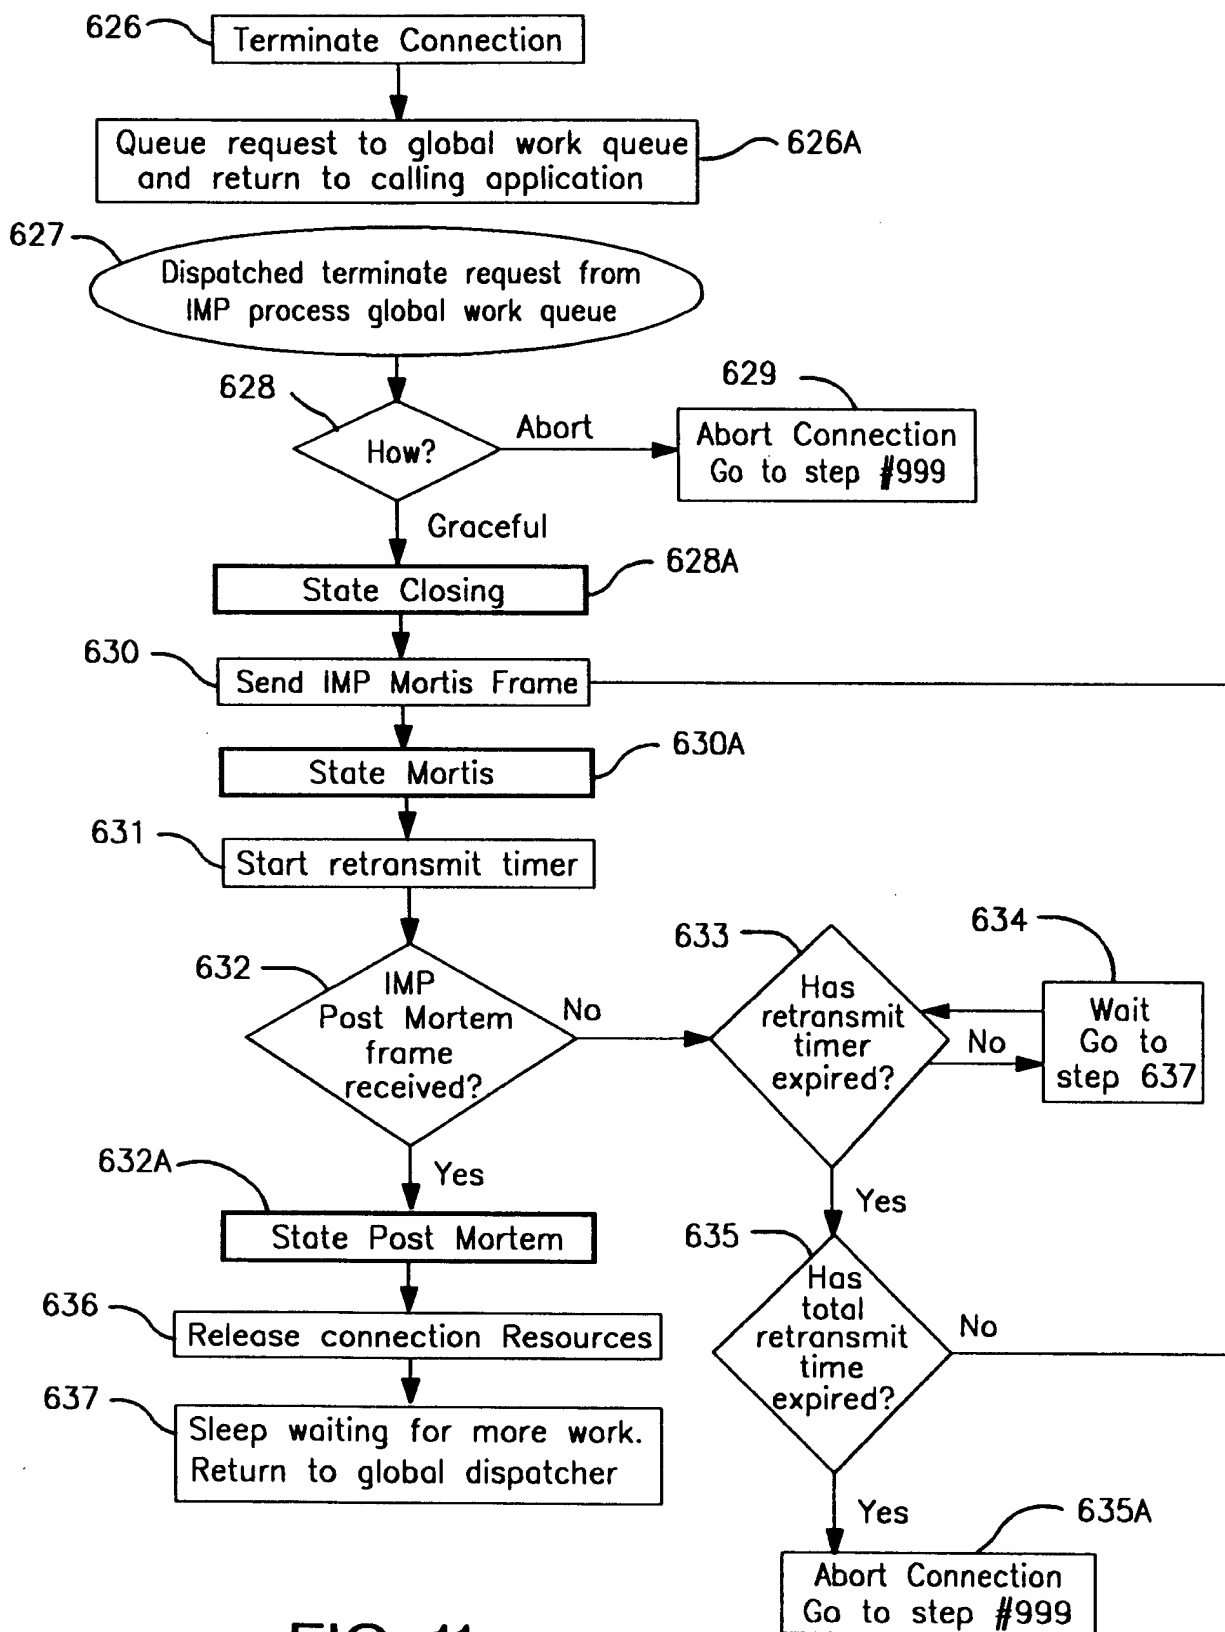 626
Terminate Connection
Queue request to global work queue
and return to calling application
626A
627
Dispatched terminate request from
IMP process global work queue
628
How?
Abort
629
Abort Connection
Go to step #999
Graceful
State Closing
628A
630
Send IMP Mortis Frame
State Mortis
630A
631
Start retransmit timer
632
IMP
Post Mortem
frame
received?
No
633
Has
retransmit
timer
expired?
No
634
Wait
Go to
step 637
Yes
632A
State Post Mortem
Yes
635
Has
total
retransmit
time
expired?
No
636
Release connection Resources
637
Sleep waiting for more work.
Return to global dispatcher
Yes
635A
Abort Connection
Go to step #999
FIG. 11